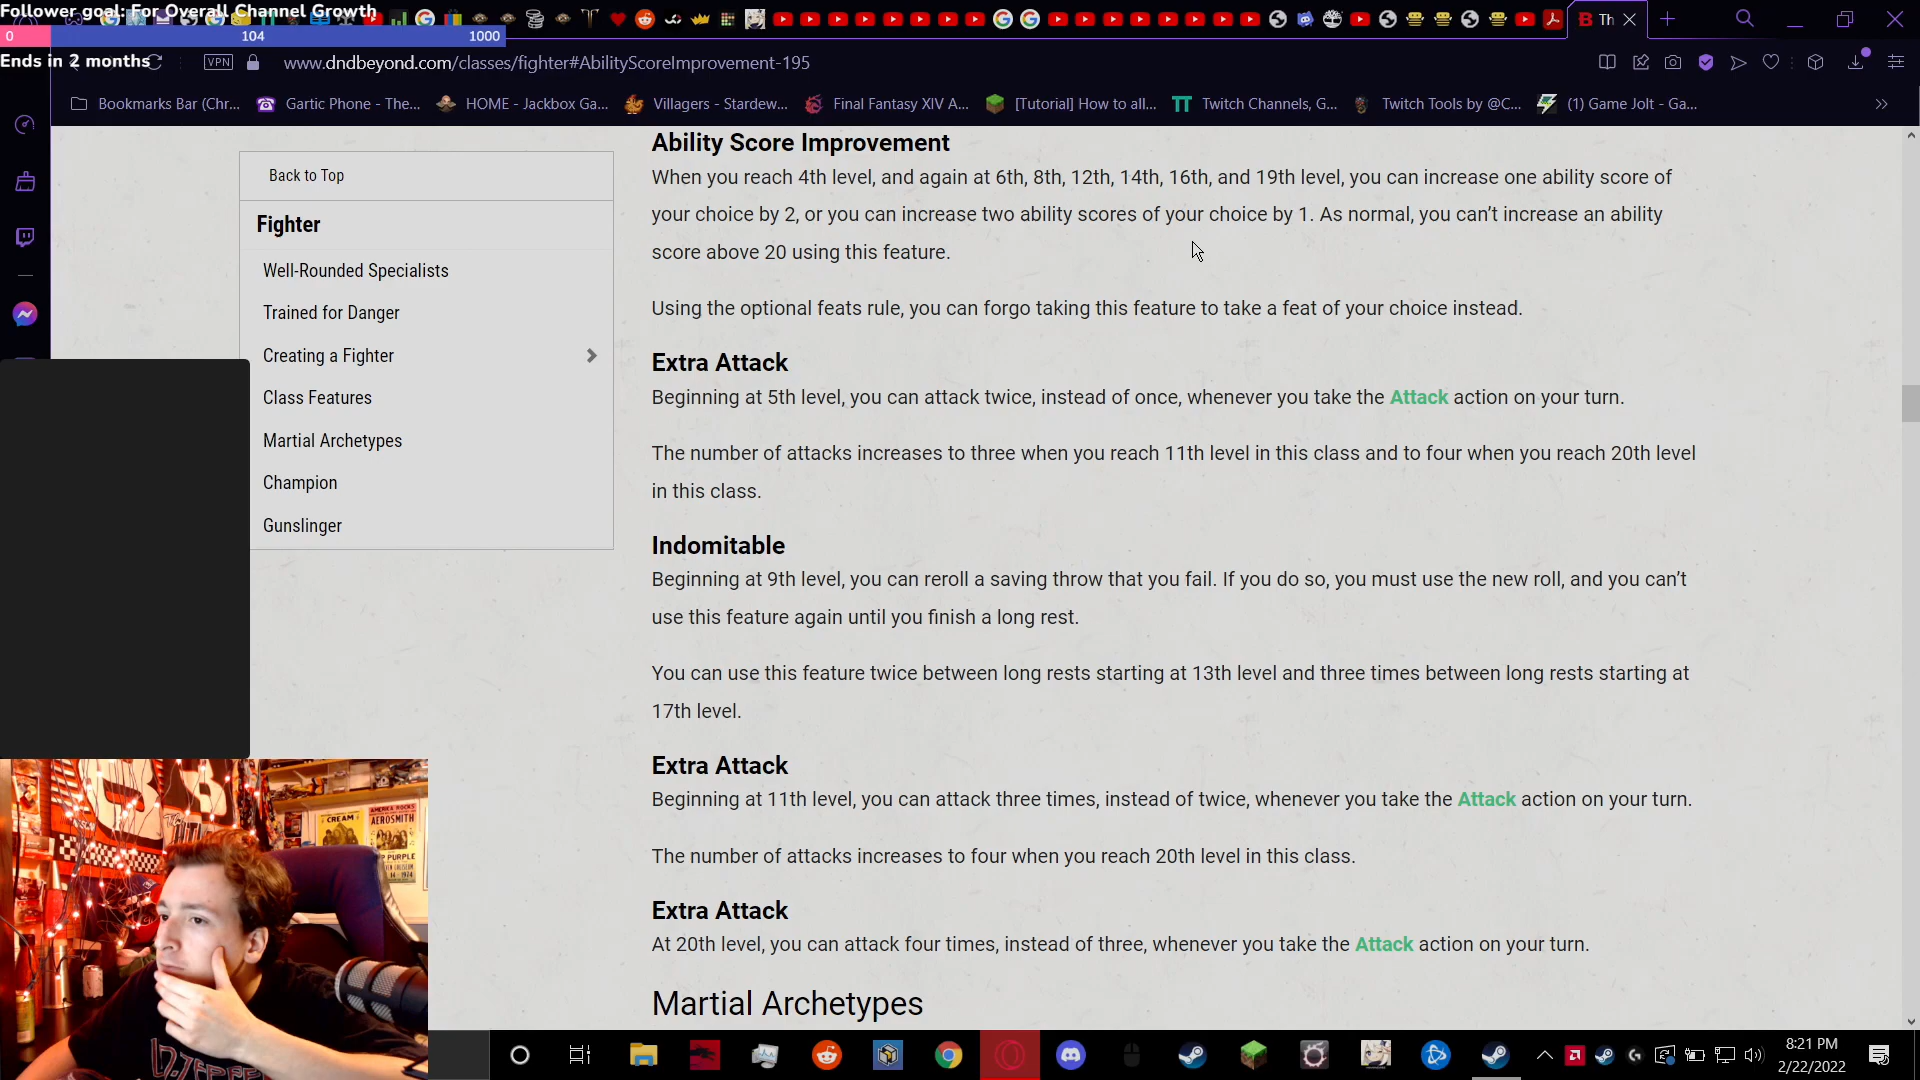 Follower goal: For Overall Channel Growth
0 104 1000
Ends in 2 months
Th
VPN
www.dndbeyond.com/classes/fighter#AbilityScoreImprovement-195
Bookmarks Bar (Chr...
Gartic Phone - The...
HOME - Jackbox Ga...
Villagers - Stardew...
Final Fantasy XIV A...
[Tutorial] How to all...
Twitch Channels, G...
Twitch Tools by @C...
(1) Game Jolt - Ga...
Back to Top
Fighter
Well-Rounded Specialists
Trained for Danger
Creating a Fighter
Class Features
Martial Archetypes
Champion
Gunslinger
Ability Score Improvement
When you reach 4th level, and again at 6th, 8th, 12th, 14th, 16th, and 19th level, you can increase one ability score of
your choice by 2, or you can increase two ability scores of your choice by 1. As normal, you can’t increase an ability
score above 20 using this feature.
Using the optional feats rule, you can forgo taking this feature to take a feat of your choice instead.
Extra Attack
Beginning at 5th level, you can attack twice, instead of once, whenever you take the Attack action on your turn.
The number of attacks increases to three when you reach 11th level in this class and to four when you reach 20th level
in this class.
Indomitable
Beginning at 9th level, you can reroll a saving throw that you fail. If you do so, you must use the new roll, and you can’t
use this feature again until you finish a long rest.
You can use this feature twice between long rests starting at 13th level and three times between long rests starting at
17th level.
Extra Attack
Beginning at 11th level, you can attack three times, instead of twice, whenever you take the Attack action on your turn.
The number of attacks increases to four when you reach 20th level in this class.
Extra Attack
At 20th level, you can attack four times, instead of three, whenever you take the Attack action on your turn.
Martial Archetypes
CREAM
AMERICA ROCKS
AEROSMITH
8:21 PM
2/22/2022